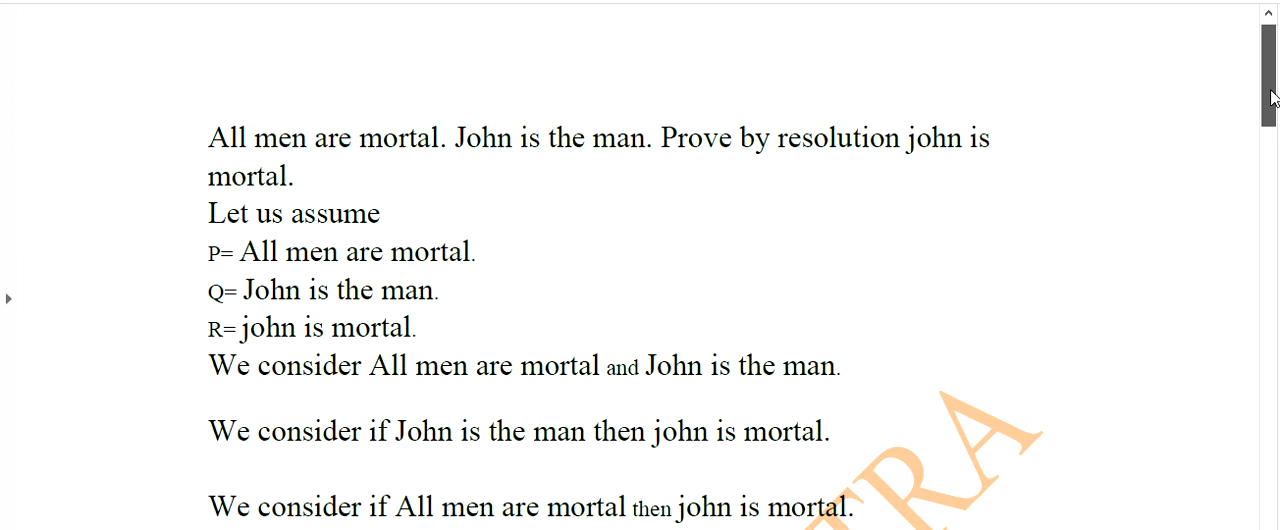 All men are mortal. John is the man. Prove by resolution john is
mortal.
Let us assume
P= All men are mortal.
Q= John is the man.
R= john is mortal.
We consider All men are mortal and John is the man.
We consider if John is the man then john is mortal.
We consider if All men are mortal then john is mortal.
TRA